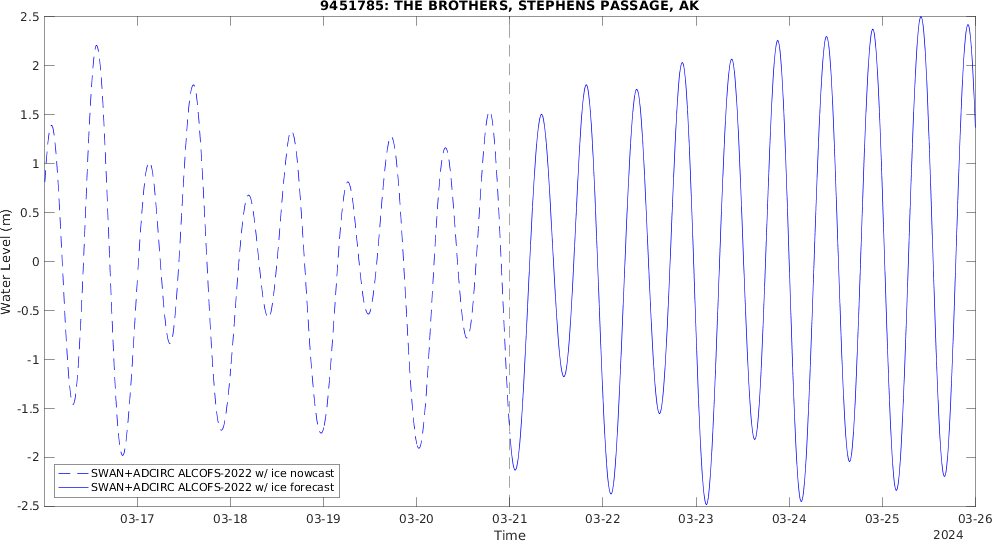 9451785: THE BROTHERS, STEPHENS PASSAGE, AK
2.5
2
1.5
1
0.5
0
-0.5
-1
-1.5
-2
-2.5
Water Level (m)
SWAN+ADCIRC ALCOFS-2022 w/ ice nowcast
SWAN+ADCIRC ALCOFS-2022 w/ ice forecast
03-17 03-18 03-19 03-20 03-21 03-22 03-23 03-24 03-25 03-26
Time
2024